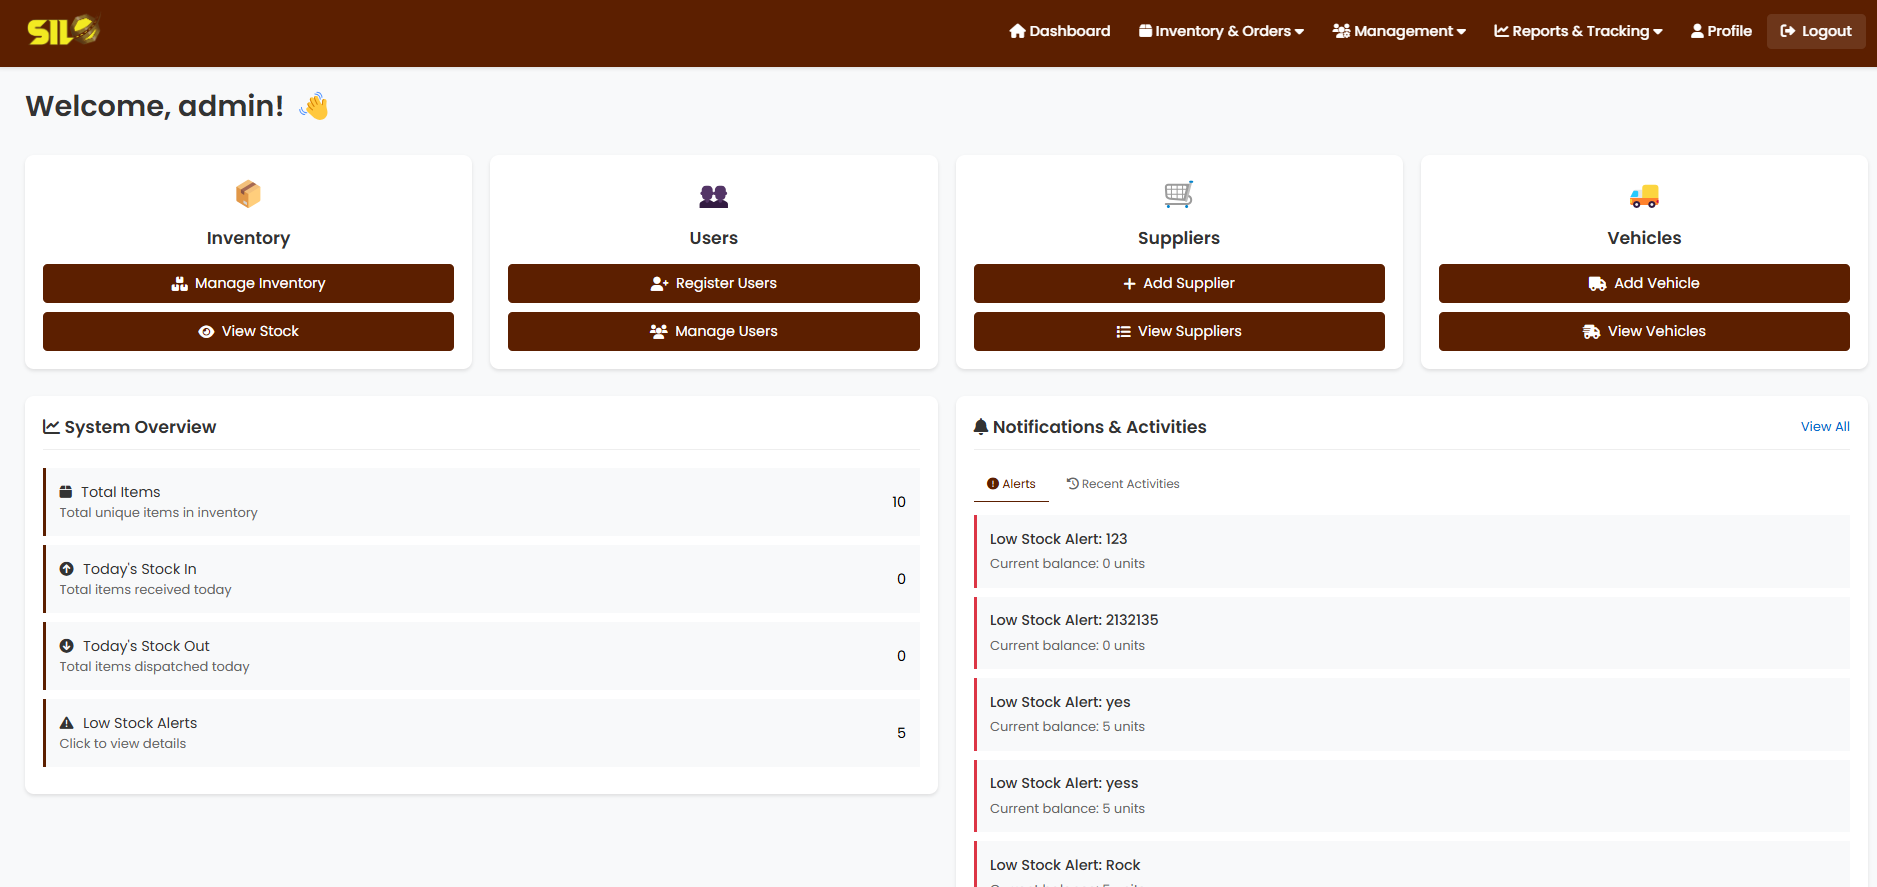 SILO
Dashboard
Inventory & Orders
Management
Reports & Tracking
Profile
Logout
Welcome, admin!
Inventory
Manage Inventory
View Stock
Users
Register Users
Manage Users
Suppliers
Add Supplier
View Suppliers
Vehicles
Add Vehicle
View Vehicles
System Overview
Total Items
Total unique items in inventory
10
Today's Stock In
Total items received today
0
Today's Stock Out
Total items dispatched today
0
Low Stock Alerts
Click to view details
5
Notifications & Activities
View All
Alerts
Recent Activities
Low Stock Alert: 123
Current balance: 0 units
Low Stock Alert: 2132135
Current balance: 0 units
Low Stock Alert: yes
Current balance: 5 units
Low Stock Alert: yess
Current balance: 5 units
Low Stock Alert: Rock